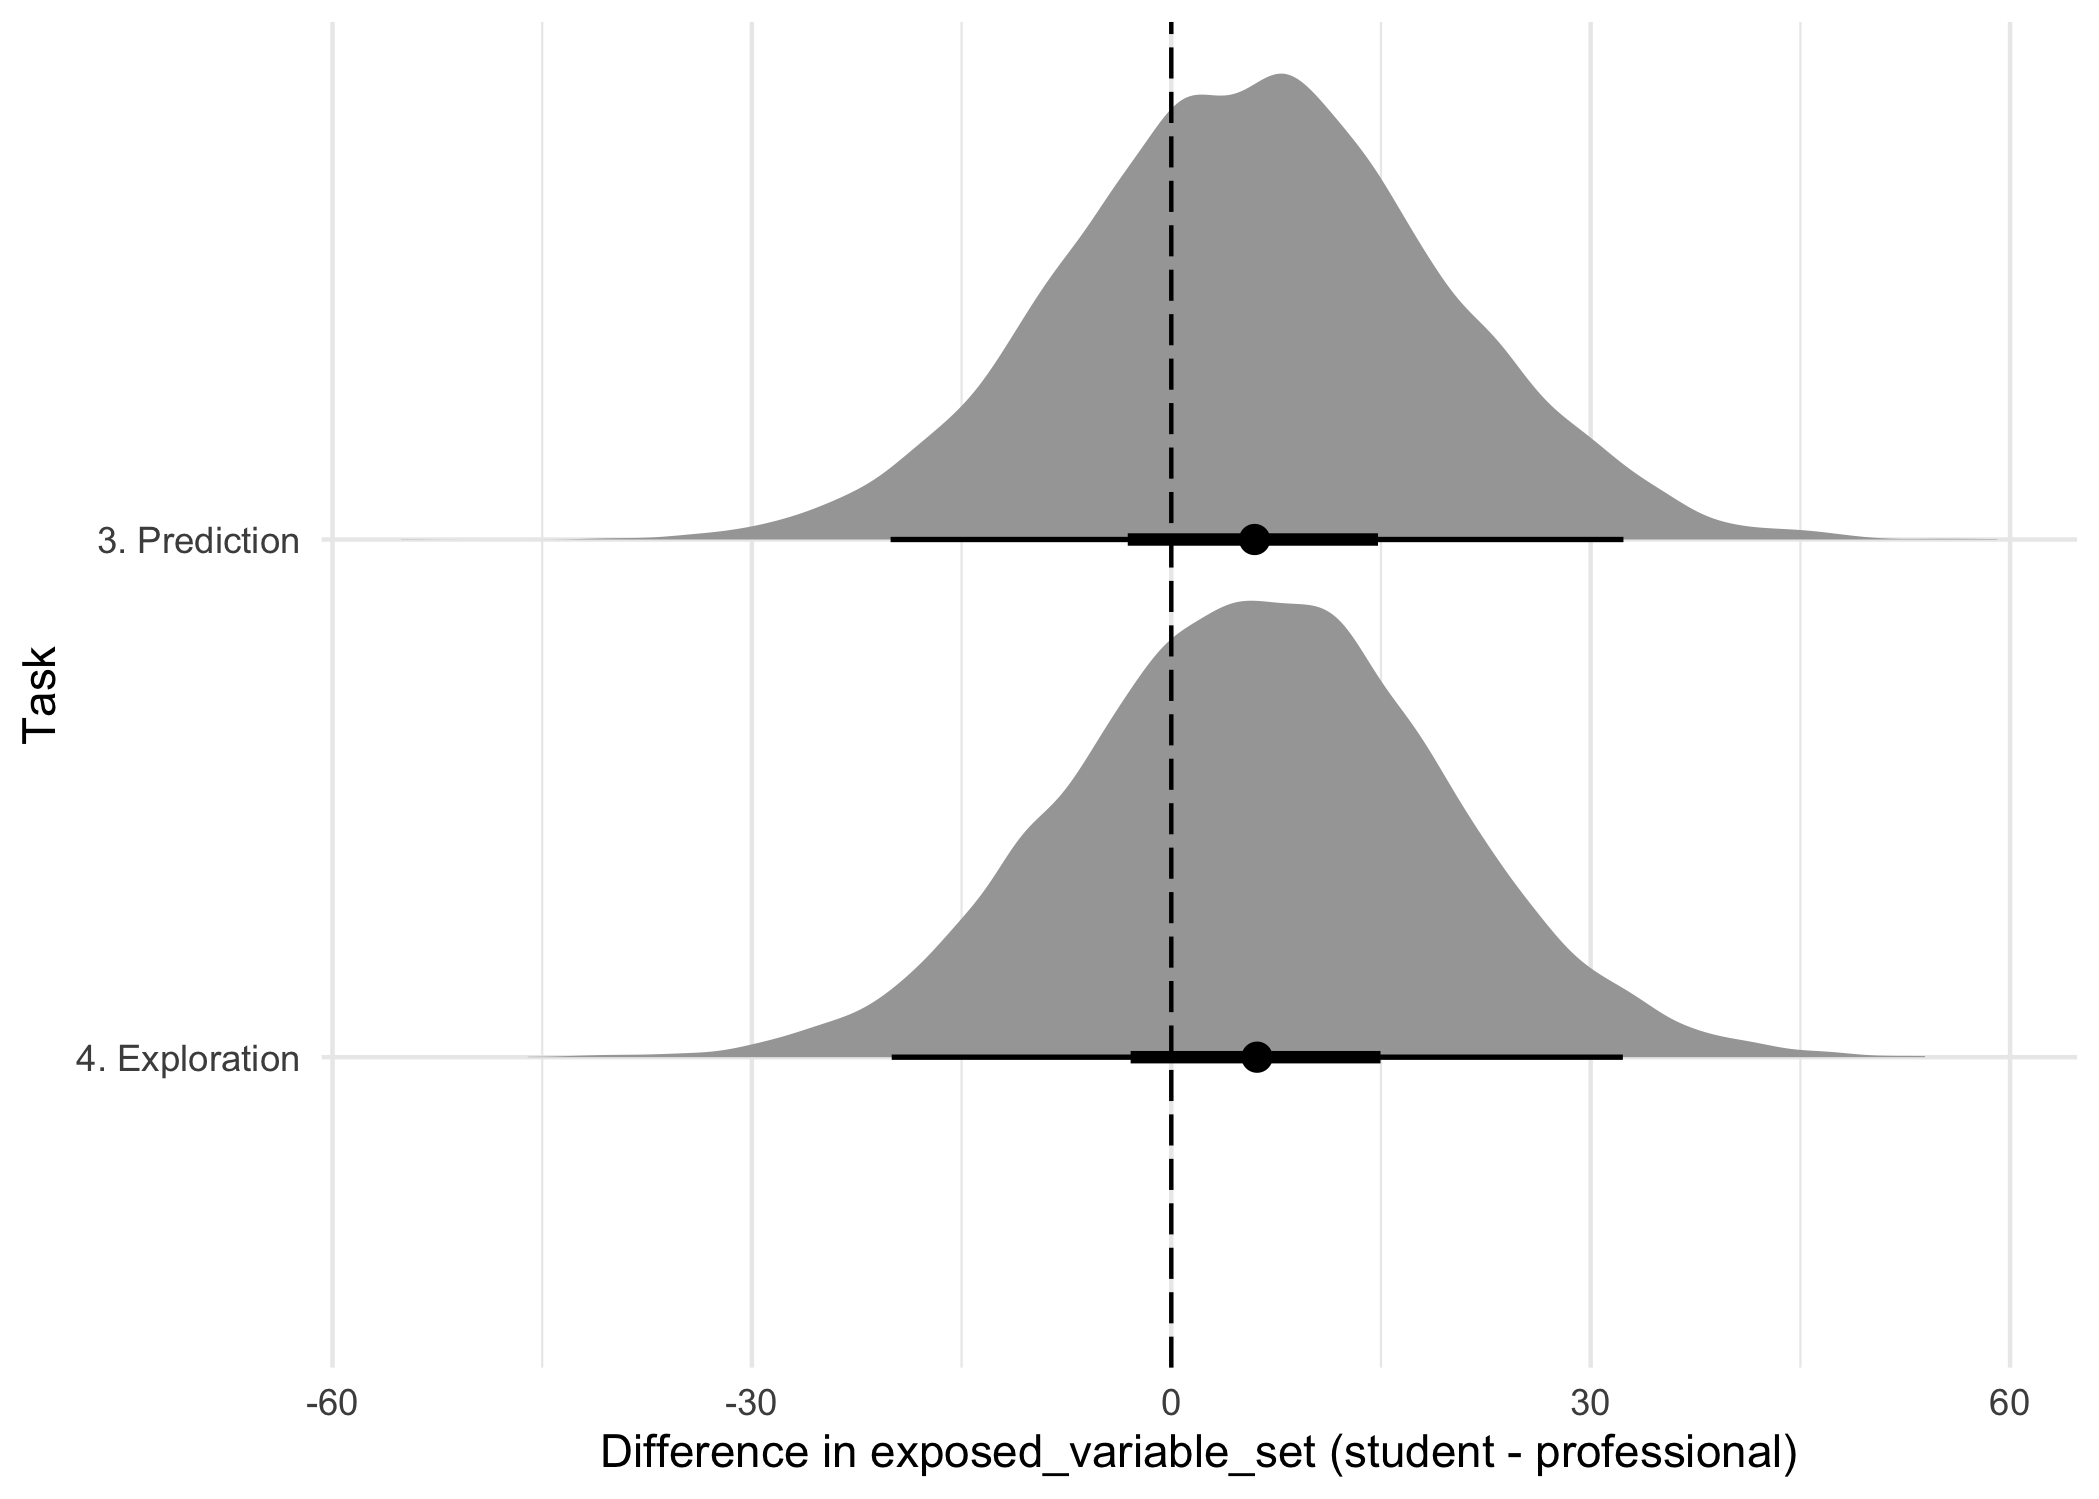 3. Prediction
4. Exploration
Task
-60 -30 0 30 60
Difference in exposed_variable_set (student - professional)